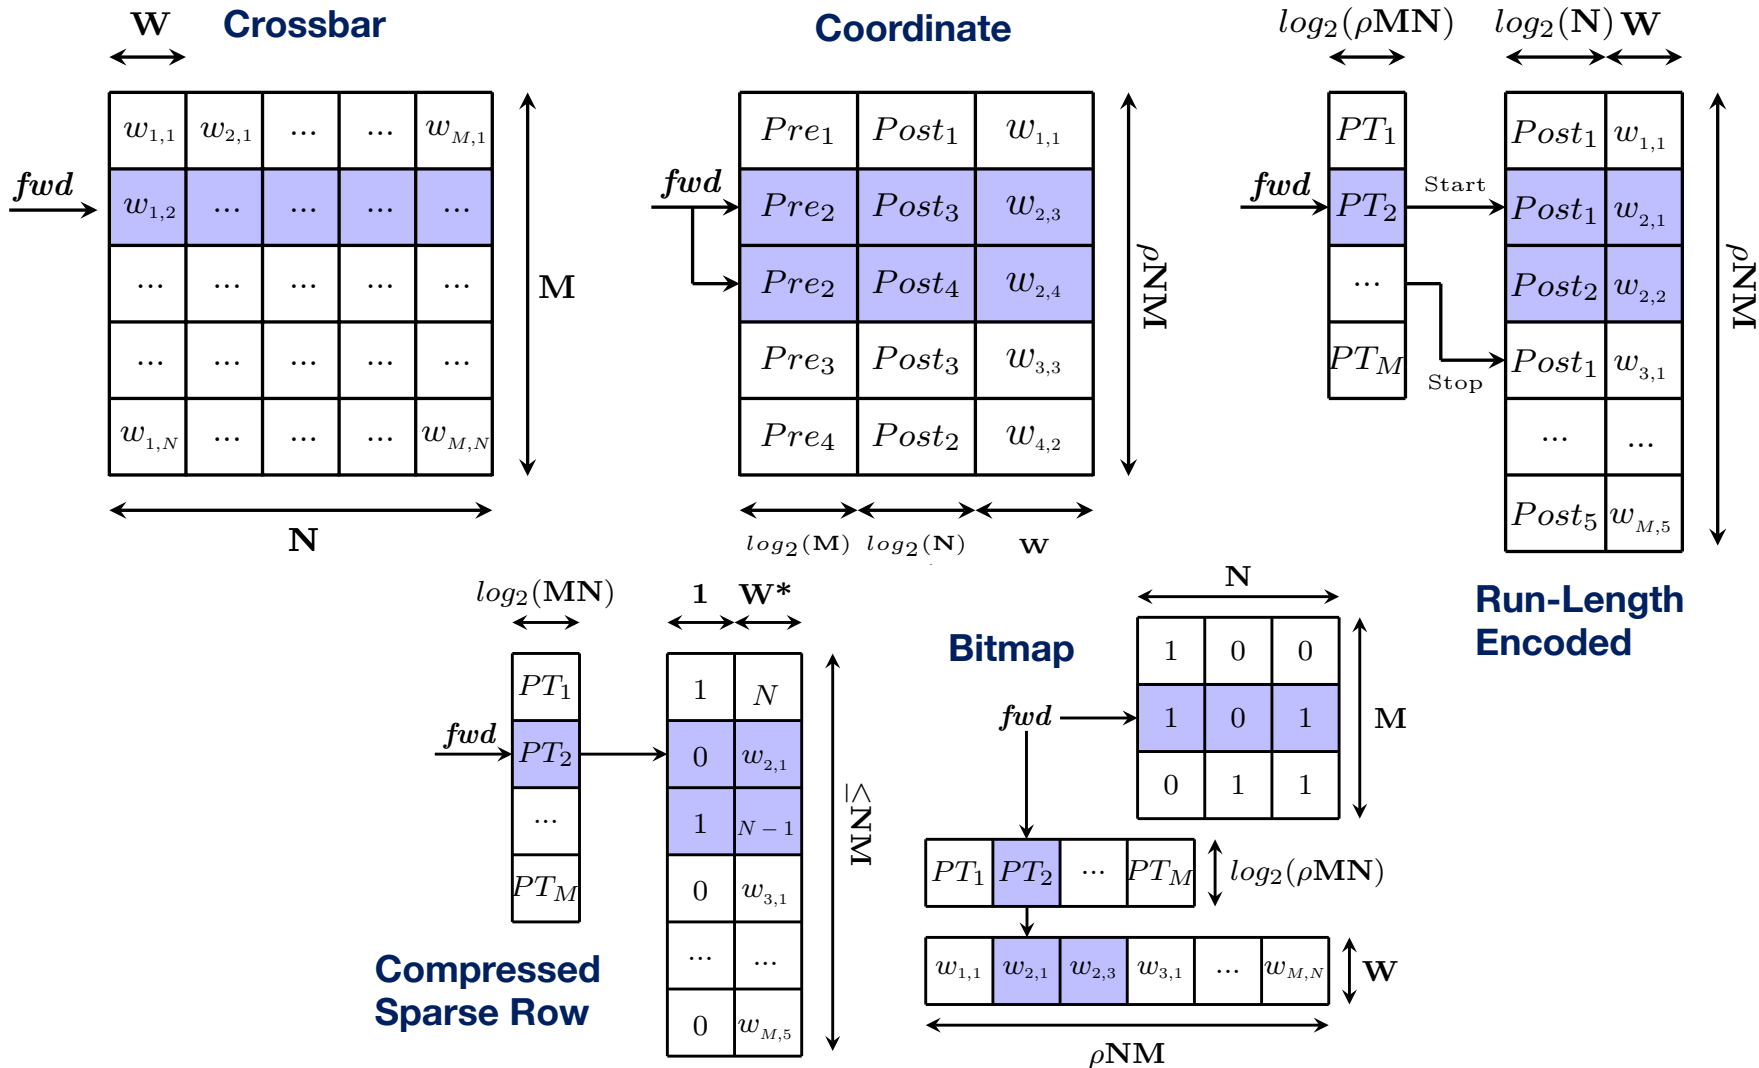 W Crossbar
w1,1 w2,1 ... ... wM,1
fwd w1,2 ... ... ... ...
... ... ... ... ...
... ... ... ... ...
w1,N ... ... ... wM,N
M
N
Coordinate
Pre1 Post1 w1,1
fwd Pre2 Post3 w2,3
Pre2 Post4 w2,4
Pre3 Post3 w3,3
Pre4 Post2 w4,2
ρNM
log2(M) log2(N) W
log2(ρMN) log2(N) W
PT1
fwd PT2
...
PTM
Start
Stop
Post1 w1,1
Post1 w2,1
Post2 w2,2
Post1 w3,1
... ...
Post5 wM,5
ρNM
Run-Length
Encoded
log2(MN) 1 W*
PT1
fwd PT2
...
PTM
1 N
0 w2,1
1 N − 1
0 w3,1
... ...
0 wM,5
≤NM
Compressed
Sparse Row
Bitmap
N
1 0 0
fwd 1 0 1
0 1 1
M
PT1 PT2 ... PTM log2(ρMN)
w1,1 w2,1 w2,3 w3,1 ... wM,N W
ρNM